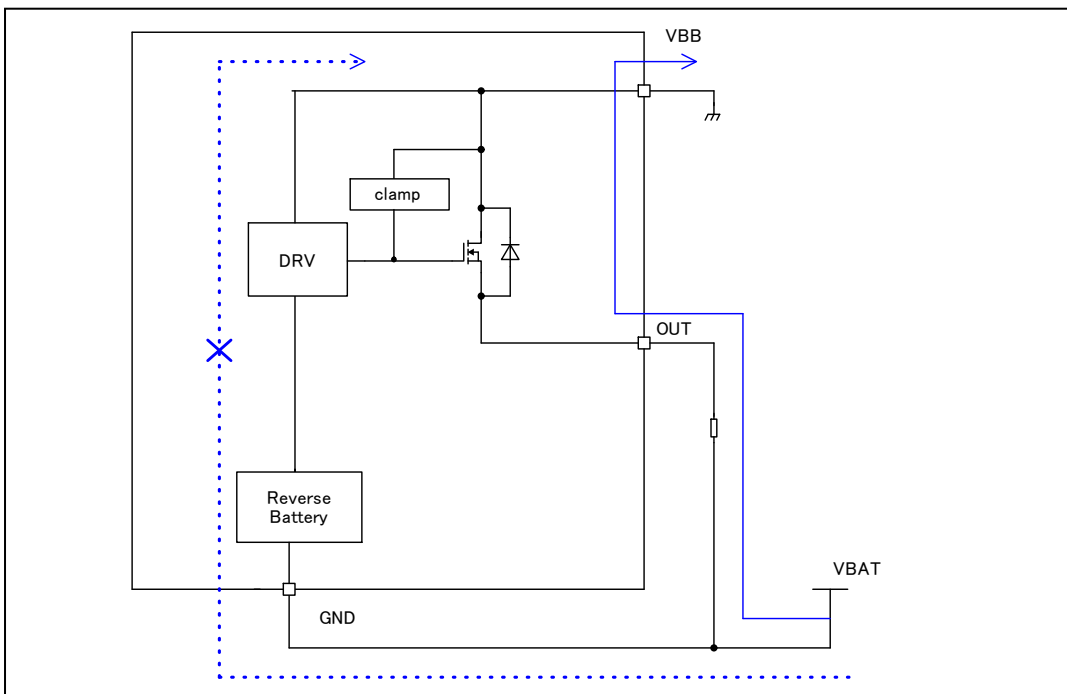 VBB
clamp
DRV
OUT
Reverse
Battery
VBAT
GND